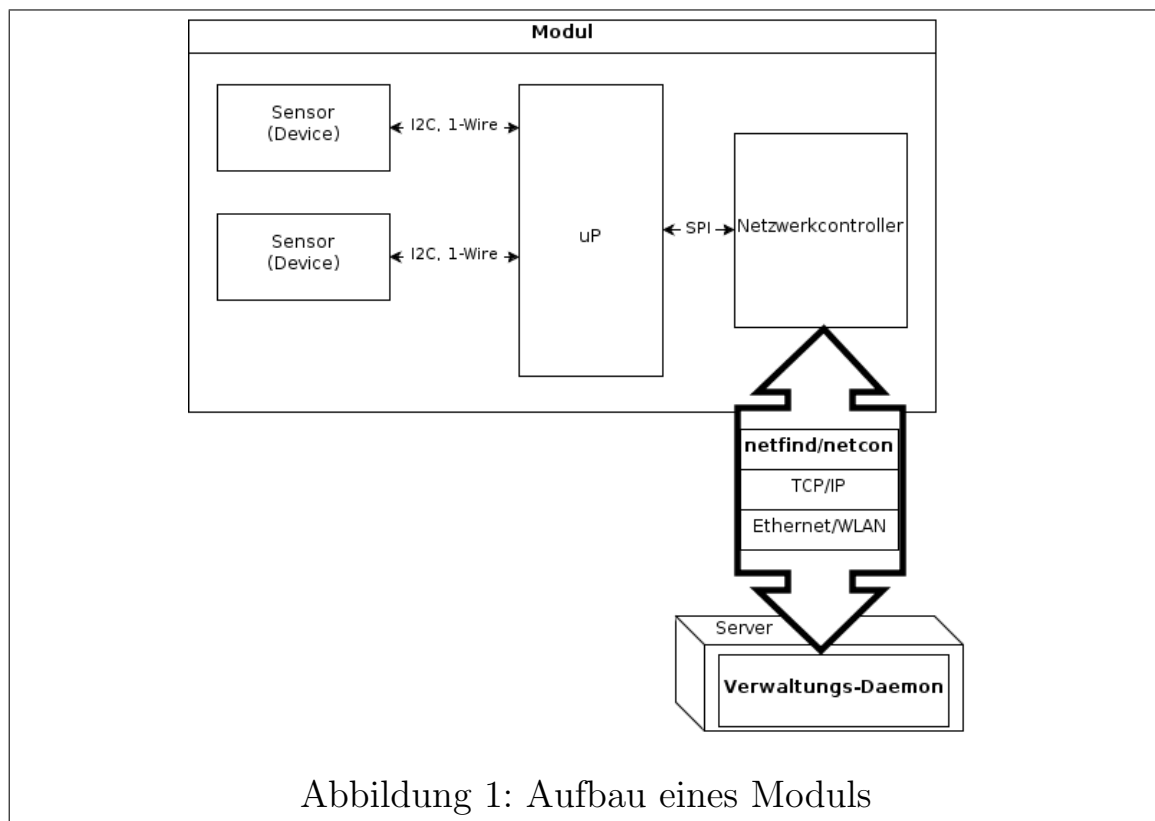 Modul
Sensor
(Device)
I2C, 1-Wire
Sensor
(Device)
I2C, 1-Wire
uP
SPI
Netzwerkcontroller
netfind/netcon
TCP/IP
Ethernet/WLAN
Server
Verwaltungs-Daemon
Abbildung 1: Aufbau eines Moduls